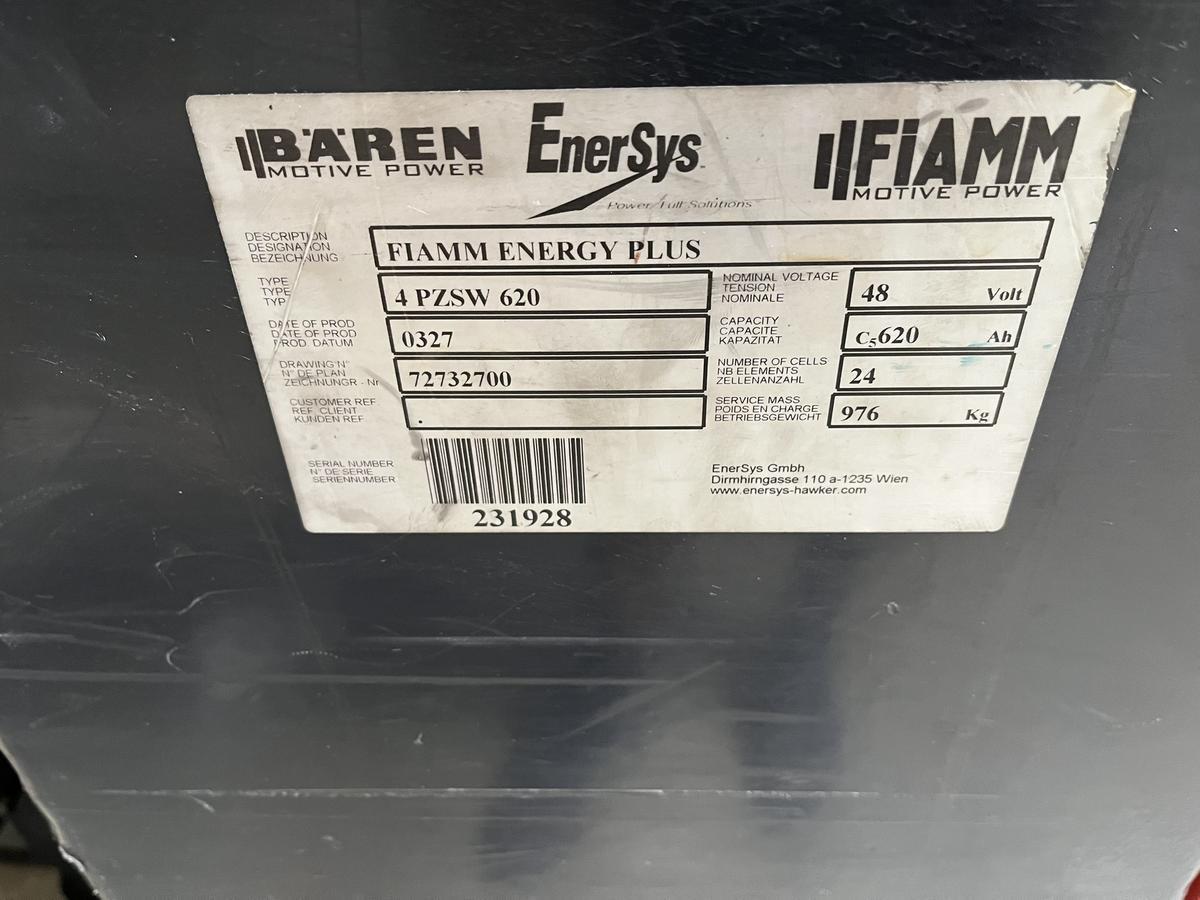 BÄREN
MOTIVE POWER
EnerSys™
Power/Full Solutions
FiAMM
MOTIVE POWER
DESCRIPTION
DESIGNATION
BEZEICHNUNG
FIAMM ENERGY PLUS
TYPE
TYPE
TYP
4 PZSW 620
NOMINAL VOLTAGE
TENSION
NOMINALE
48 Volt
DATE OF PROD
DATE OF PROD
PROD. DATUM
0327
CAPACITY
CAPACITE
KAPAZITAT
C5620 Ah
DRAWING N°
N° DE PLAN
ZEICHNUNGR - Nr
72732700
NUMBER OF CELLS
NB ELEMENTS
ZELLENANZAHL
24
CUSTOMER REF
REF. CLIENT
KUNDEN REF
.
SERVICE MASS
POIDS EN CHARGE
BETRIEBSGEWICHT
976 Kg
SERIAL NUMBER
N° DE SERIE
SERIENNUMBER
231928
EnerSys Gmbh
Dirmhirngasse 110 a-1235 Wien
www.enersys-hawker.com